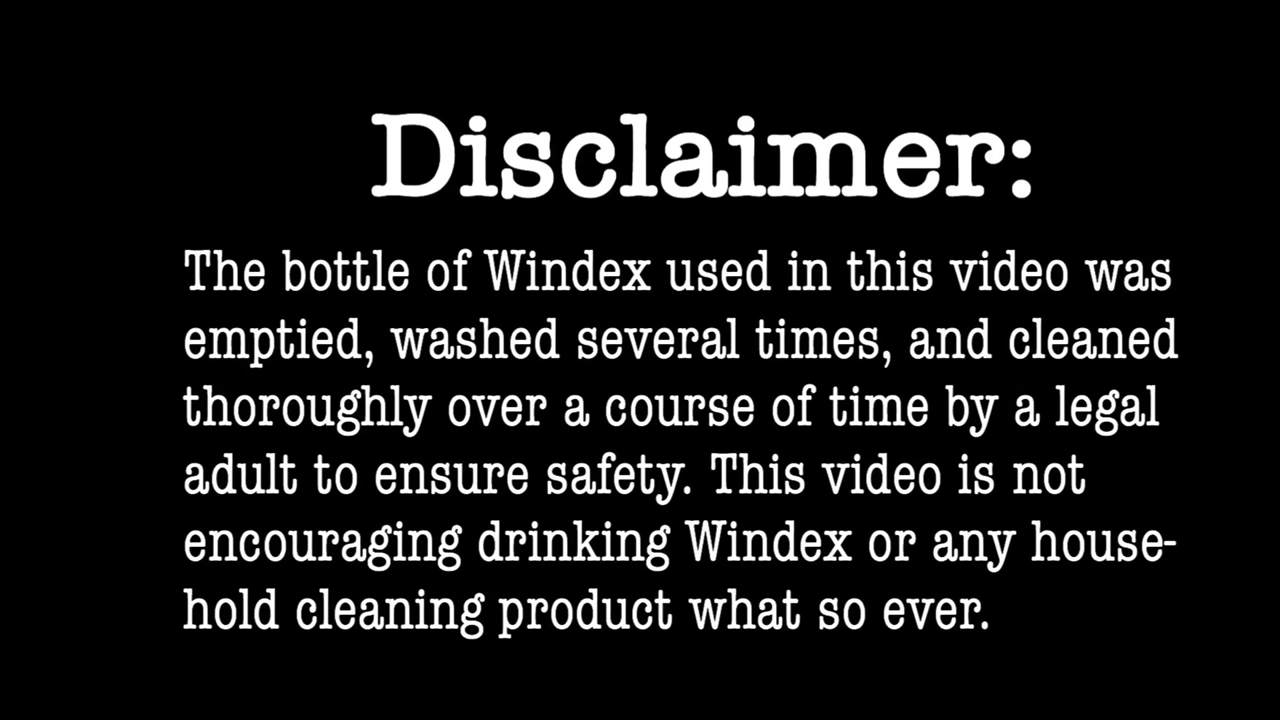 Disclaimer:
The bottle of Windex used in this video was
emptied, washed several times, and cleaned
thoroughly over a course of time by a legal
adult to ensure safety. This video is not
encouraging drinking Windex or any house-
hold cleaning product what so ever.